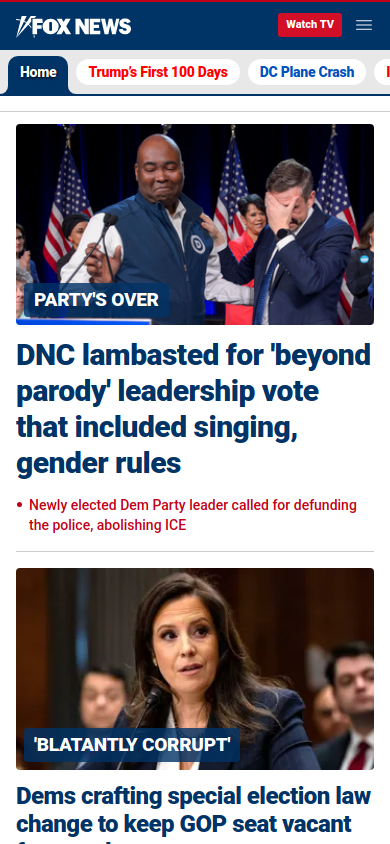 FOX NEWS
Watch TV
Home
Trump's First 100 Days
DC Plane Crash
PARTY'S OVER
DNC lambasted for 'beyond
parody' leadership vote
that included singing,
gender rules
Newly elected Dem Party leader called for defunding
the police, abolishing ICE
'BLATANTLY CORRUPT'
Dems crafting special election law
change to keep GOP seat vacant